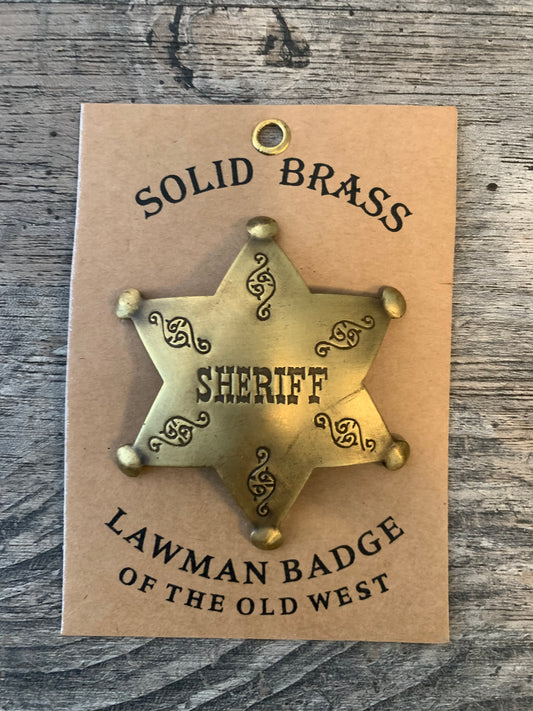 SOLID BRASS
SHERIFF
LAWMAN BADGE
OF THE OLD WEST